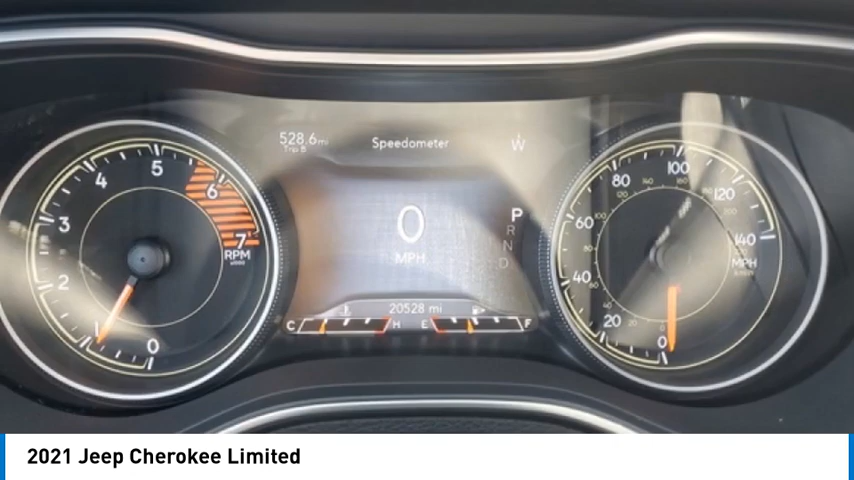 528.6mi
Trip B
Speedometer
W
0
MPH
P
R
N
D
20528 mi
C H E F
0 1 2 3 4 5 6 7
RPM
0 20 40 60 80 100 120 140
MPH
2021 Jeep Cherokee Limited